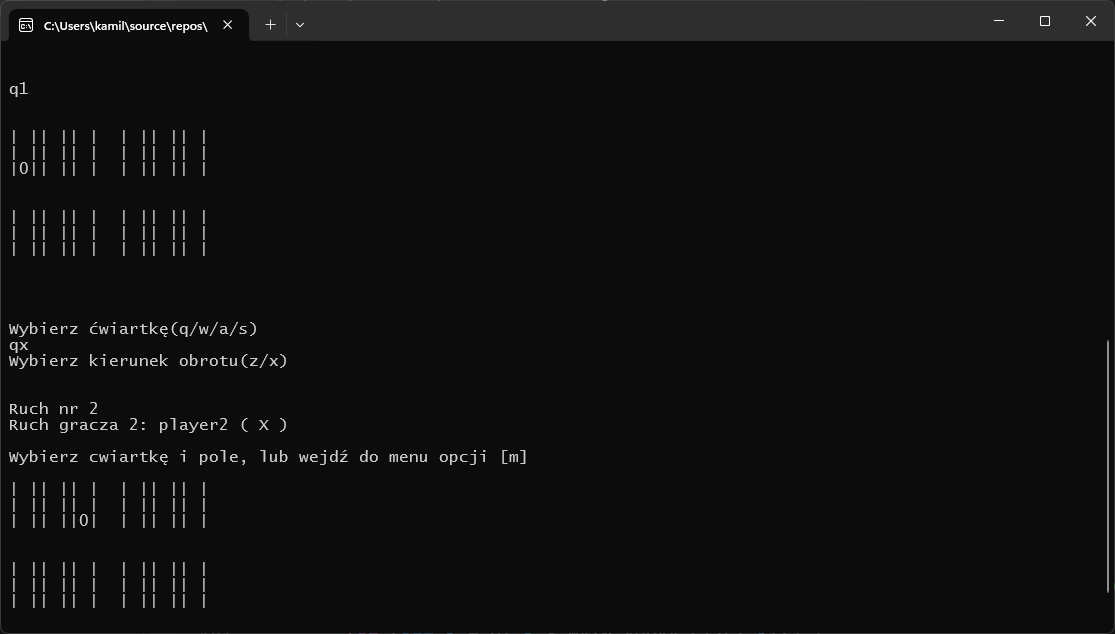 C:\Users\kamil\source\repos\
q1
| || || |  | || || |
| || || |  | || || |
|O|| || |  | || || |
| || || |  | || || |
| || || |  | || || |
| || || |  | || || |
Wybierz ćwiartkę(q/w/a/s)
qx
Wybierz kierunek obrotu(z/x)
Ruch nr 2
Ruch gracza 2: player2 ( X )
Wybierz cwiartkę i pole, lub wejdź do menu opcji [m]
| || || |  | || || |
| || || |  | || || |
| || ||O|  | || || |
| || || |  | || || |
| || || |  | || || |
| || || |  | || || |